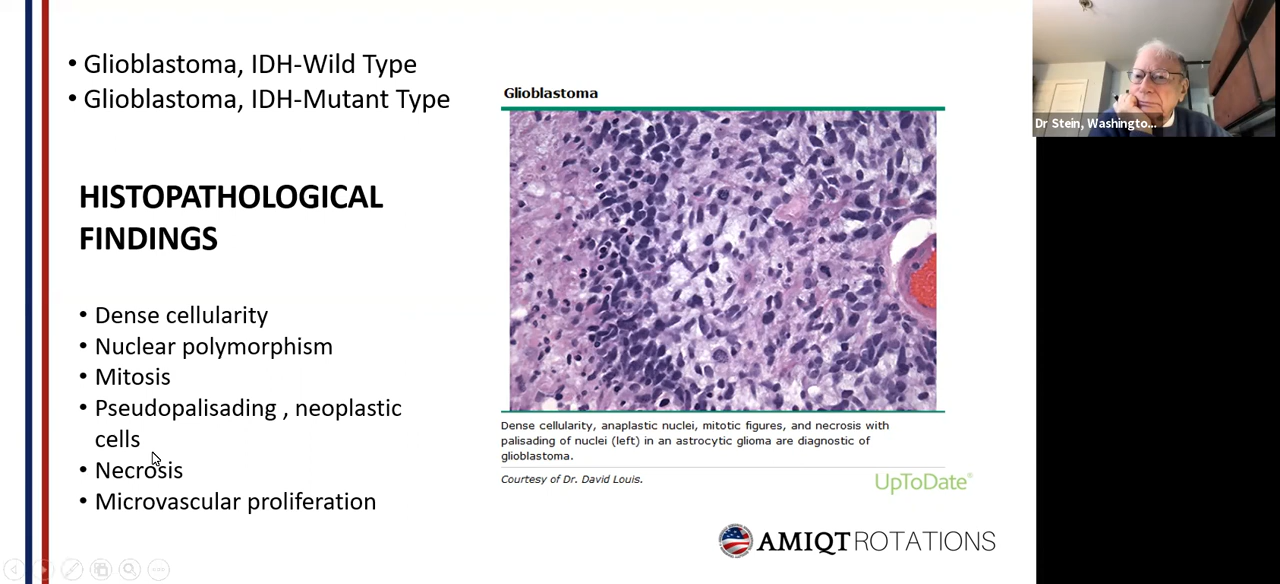 • Glioblastoma, IDH-Wild Type
• Glioblastoma, IDH-Mutant Type
HISTOPATHOLOGICAL
FINDINGS
• Dense cellularity
• Nuclear polymorphism
• Mitosis
• Pseudopalisading , neoplastic
cells
• Necrosis
• Microvascular proliferation
Glioblastoma
Dense cellularity, anaplastic nuclei, mitotic figures, and necrosis with
palisading of nuclei (left) in an astrocytic glioma are diagnostic of
glioblastoma.
Courtesy of Dr. David Louis.
UpToDate®
AMIQT ROTATIONS
Dr Stein, Washingto...